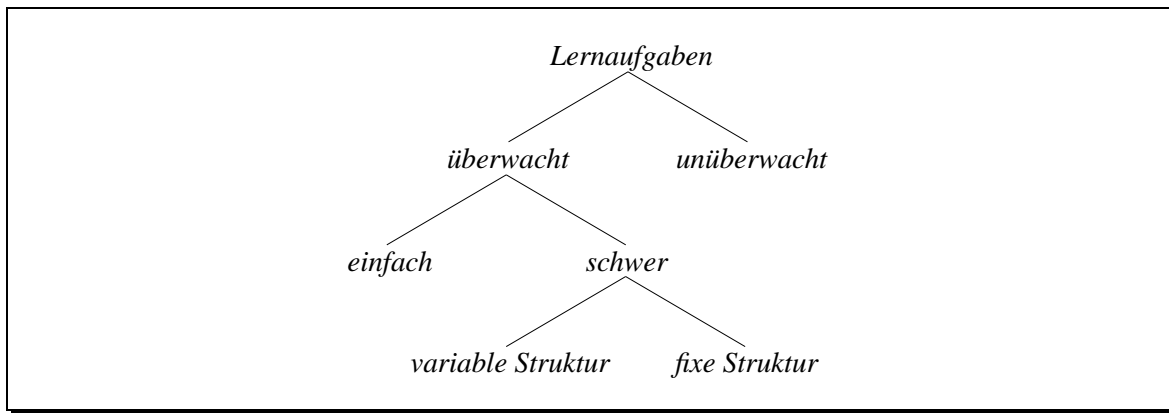 Lernaufgaben
überwacht unüberwacht
einfach schwer
variable Struktur fixe Struktur